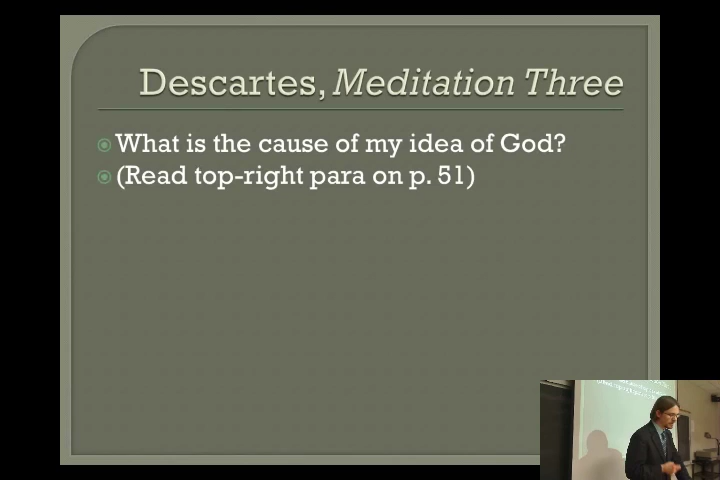 Descartes, Meditation Three
What is the cause of my idea of God?
(Read top-right para on p. 51)